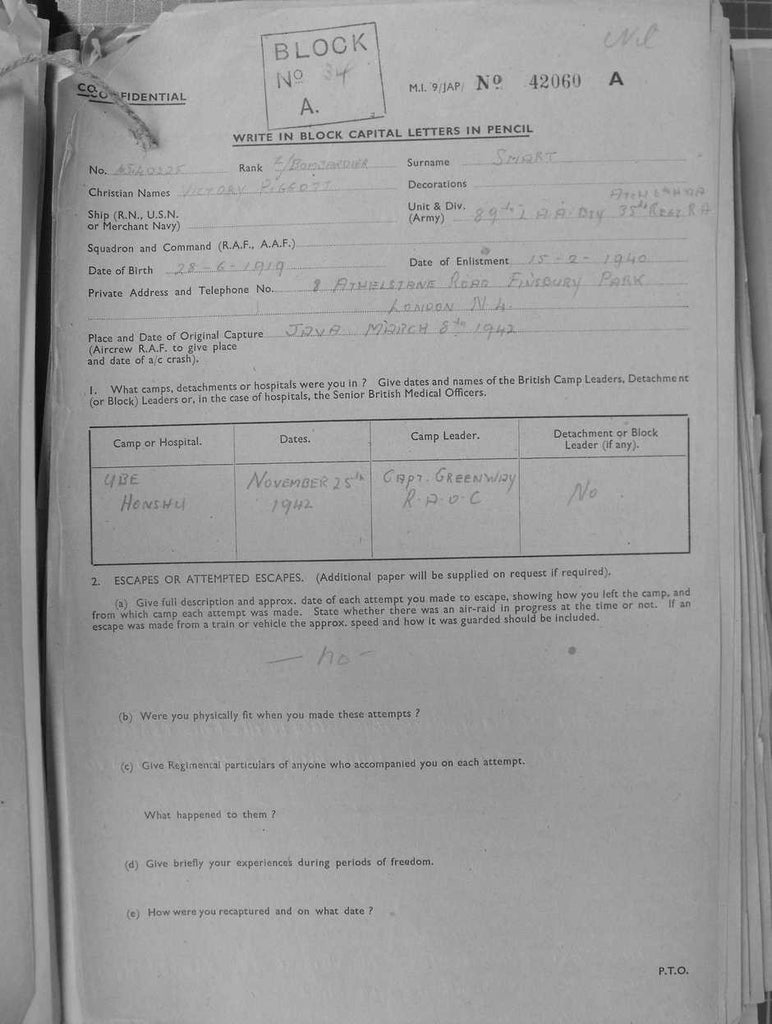 Nil
BLOCK
No 34
A.
CONFIDENTIAL
M.I. 9/JAP/ No 42060 A
WRITE IN BLOCK CAPITAL LETTERS IN PENCIL
No. Rank L/BOMBARDIER Surname SMART
Christian Names VICTORY PIGGOTT Decorations
Ship (R.N., U.S.N. or Merchant Navy)
Unit & Div. (Army) 89th L.A.A. BTY 35th REGT RA
Squadron and Command (R.A.F., A.A.F.)
Date of Birth 28-6-1919 Date of Enlistment 15-2-1940
Private Address and Telephone No. 8 ATHELSTANE ROAD FINSBURY PARK
LONDON N4.
Place and Date of Original Capture JAVA MARCH 8th 1942
(Aircrew R.A.F. to give place
and date of a/c crash).
1. What camps, detachments or hospitals were you in ? Give dates and names of the British Camp Leaders, Detachment
(or Block) Leaders or, in the case of hospitals, the Senior British Medical Officers.
Camp or Hospital. Dates. Camp Leader. Detachment or Block Leader (if any).
UBE NOVEMBER 25th CAPT. GREENWAY
HONSHU 1942 R.A.O.C No
2. ESCAPES OR ATTEMPTED ESCAPES. (Additional paper will be supplied on request if required).
(a) Give full description and approx. date of each attempt you made to escape, showing how you left the camp, and
from which camp each attempt was made. State whether there was an air-raid in progress at the time or not. If an
escape was made from a train or vehicle the approx. speed and how it was guarded should be included.
— no —
(b) Were you physically fit when you made these attempts ?
(c) Give Regimental particulars of anyone who accompanied you on each attempt.
What happened to them ?
(d) Give briefly your experiences during periods of freedom.
(e) How were you recaptured and on what date ?
P.T.O.